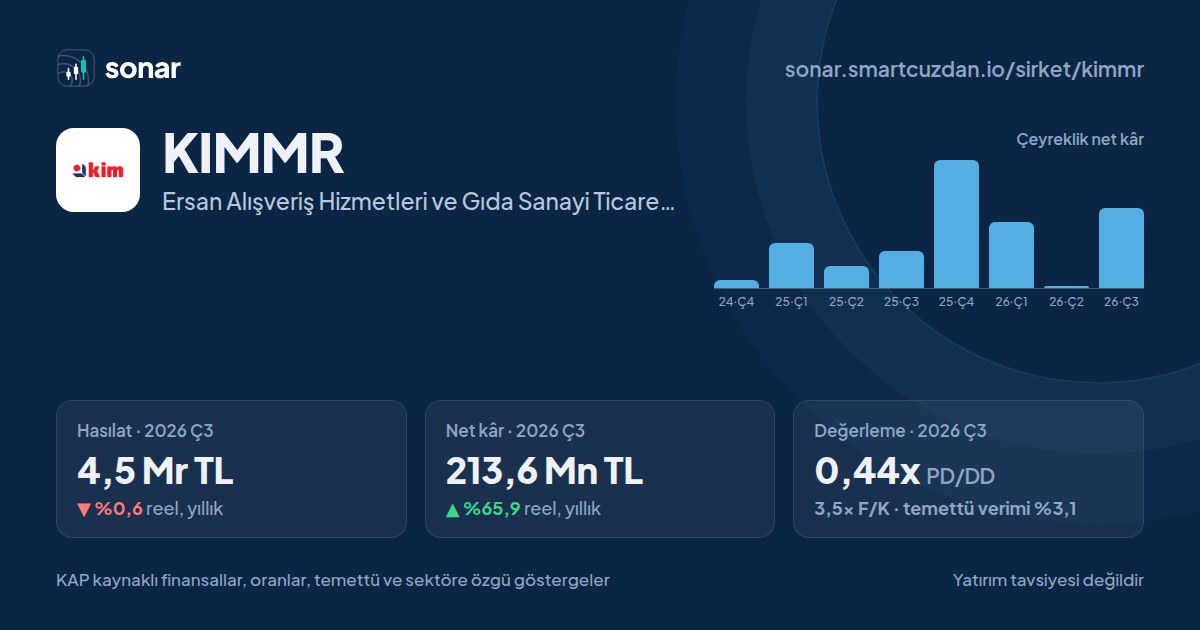 sonar
sonar.smartcuzdan.io/sirket/kimmr
kim
KIMMR
Ersan Alışveriş Hizmetleri ve Gıda Sanayi Ticare...
Çeyreklik net kâr
24·Ç4 25·Ç1 25·Ç2 25·Ç3 25·Ç4 26·Ç1 26·Ç2 26·Ç3
Hasılat · 2026 Ç3
4,5 Mr TL
▼ %0,6 reel, yıllık
Net kâr · 2026 Ç3
213,6 Mn TL
▲ %65,9 reel, yıllık
Değerleme · 2026 Ç3
0,44x PD/DD
3,5× F/K · temettü verimi %3,1
KAP kaynaklı finansallar, oranlar, temettü ve sektöre özgü göstergeler
Yatırım tavsiyesi değildir